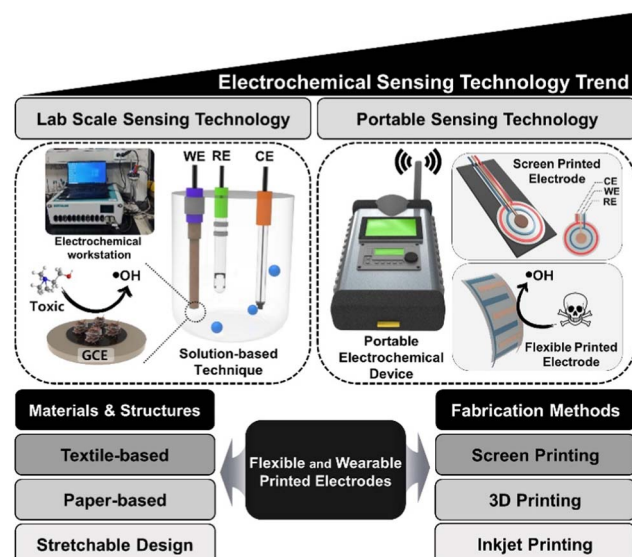 Electrochemical Sensing Technology Trend
Lab Scale Sensing Technology
Portable Sensing Technology
WE RE CE
Electrochemical
workstation
Toxic
•OH
GCE
Solution-based
Technique
Portable
Electrochemical
Device
Screen Printed
Electrode
CE
WE
RE
•OH
Flexible Printed
Electrode
Materials & Structures
Textile-based
Paper-based
Stretchable Design
Flexible and Wearable
Printed Electrodes
Fabrication Methods
Screen Printing
3D Printing
Inkjet Printing